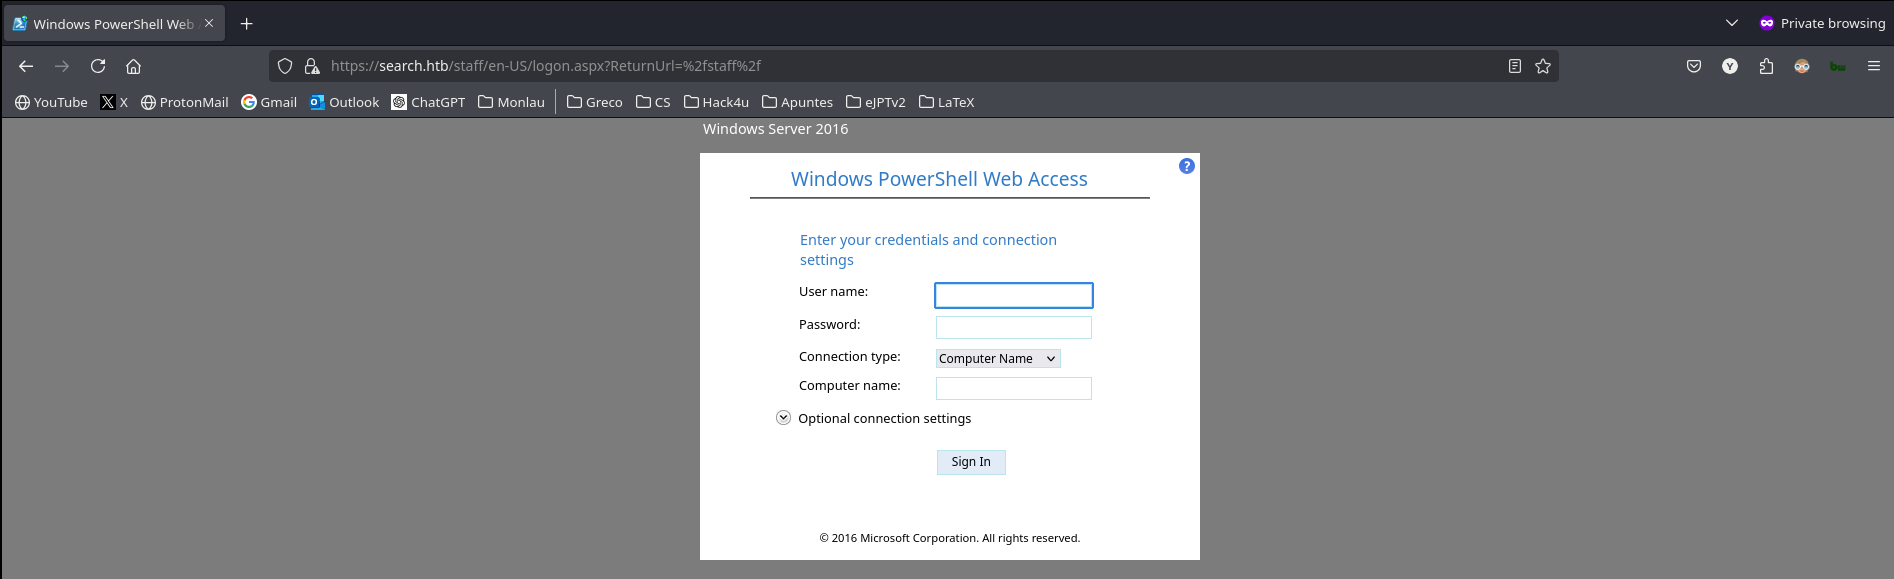 Windows PowerShell Web
Private browsing
https://search.htb/staff/en-US/logon.aspx?ReturnUrl=%2fstaff%2f
Y
YouTube X ProtonMail Gmail Outlook ChatGPT Monlau Greco CS Hack4u Apuntes eJPTv2 LaTeX
Windows Server 2016
?
Windows PowerShell Web Access
Enter your credentials and connection
settings
User name:
Password:
Connection type: Computer Name
Computer name:
Optional connection settings
Sign In
© 2016 Microsoft Corporation. All rights reserved.